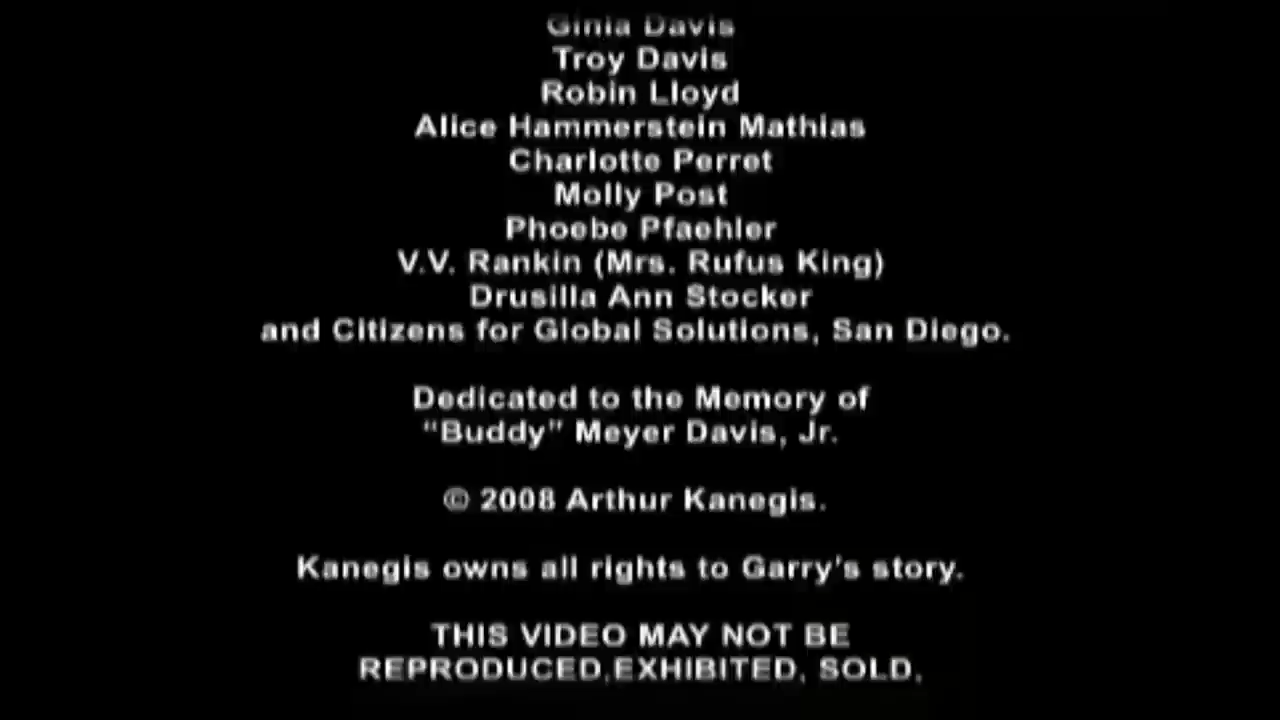 Ginia Davis
Troy Davis
Robin Lloyd
Alice Hammerstein Mathias
Charlotte Perret
Molly Post
Phoebe Pfaehler
V.V. Rankin (Mrs. Rufus King)
Drusilla Ann Stocker
and Citizens for Global Solutions, San Diego.
Dedicated to the Memory of
“Buddy” Meyer Davis, Jr.
© 2008 Arthur Kanegis.
Kanegis owns all rights to Garry’s story.
THIS VIDEO MAY NOT BE
REPRODUCED,EXHIBITED, SOLD,